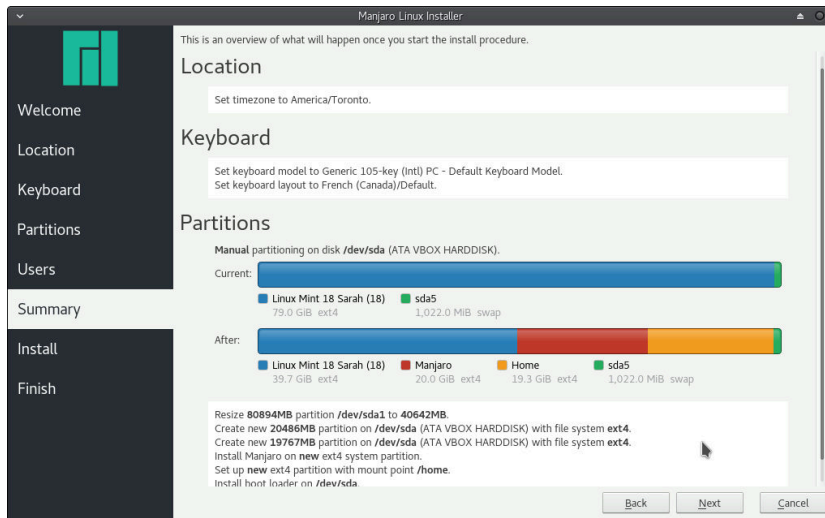 Manjaro Linux Installer
This is an overview of what will happen once you start the install procedure.
Welcome
Location
Keyboard
Partitions
Users
Summary
Install
Finish
Location
Set timezone to America/Toronto.
Keyboard
Set keyboard model to Generic 105-key (Intl) PC - Default Keyboard Model.
Set keyboard layout to French (Canada)/Default.
Partitions
Manual partitioning on disk /dev/sda (ATA VBOX HARDDISK).
Current:
Linux Mint 18 Sarah (18) sda5
79.0 GiB ext4 1,022.0 MiB swap
After:
Linux Mint 18 Sarah (18) Manjaro Home sda5
39.7 GiB ext4 20.0 GiB ext4 19.3 GiB ext4 1,022.0 MiB swap
Resize 80894MB partition /dev/sda1 to 40642MB.
Create new 20486MB partition on /dev/sda (ATA VBOX HARDDISK) with file system ext4.
Create new 19767MB partition on /dev/sda (ATA VBOX HARDDISK) with file system ext4.
Install Manjaro on new ext4 system partition.
Set up new ext4 partition with mount point /home.
Install boot loader on /dev/sda.
Back Next Cancel